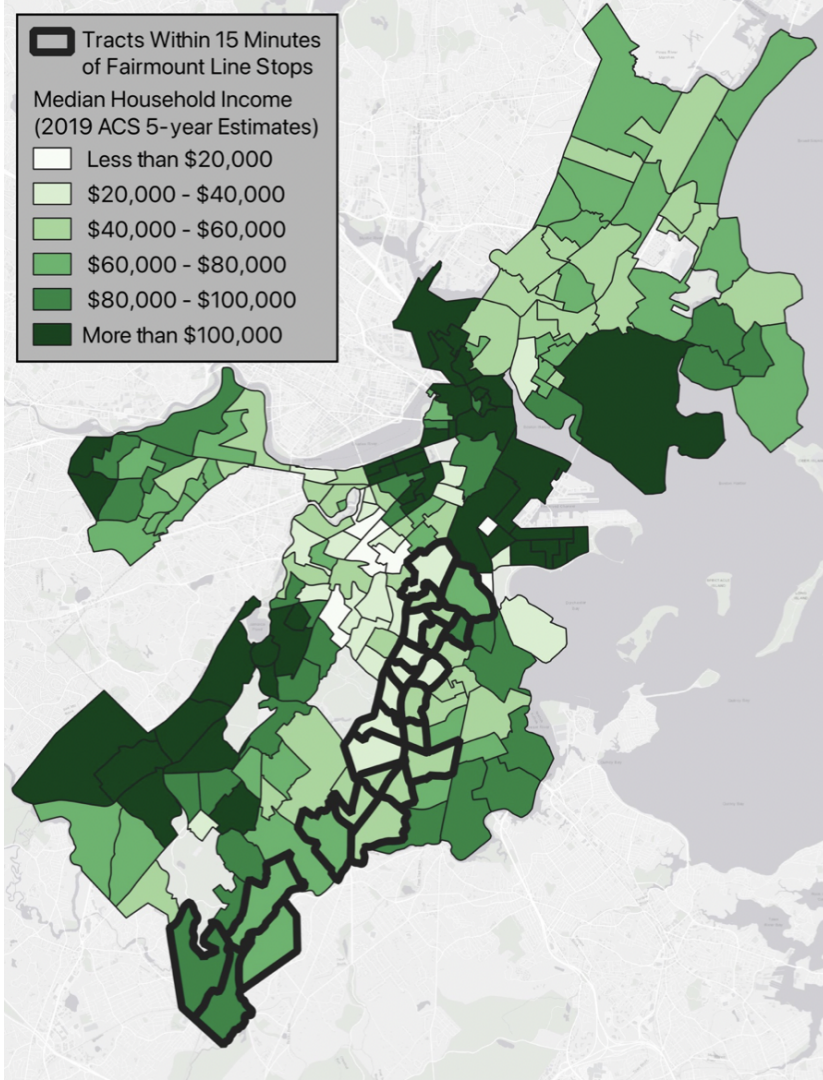 Tracts Within 15 Minutes
of Fairmount Line Stops
Median Household Income
(2019 ACS 5-year Estimates)
Less than $20,000
$20,000 - $40,000
$40,000 - $60,000
$60,000 - $80,000
$80,000 - $100,000
More than $100,000